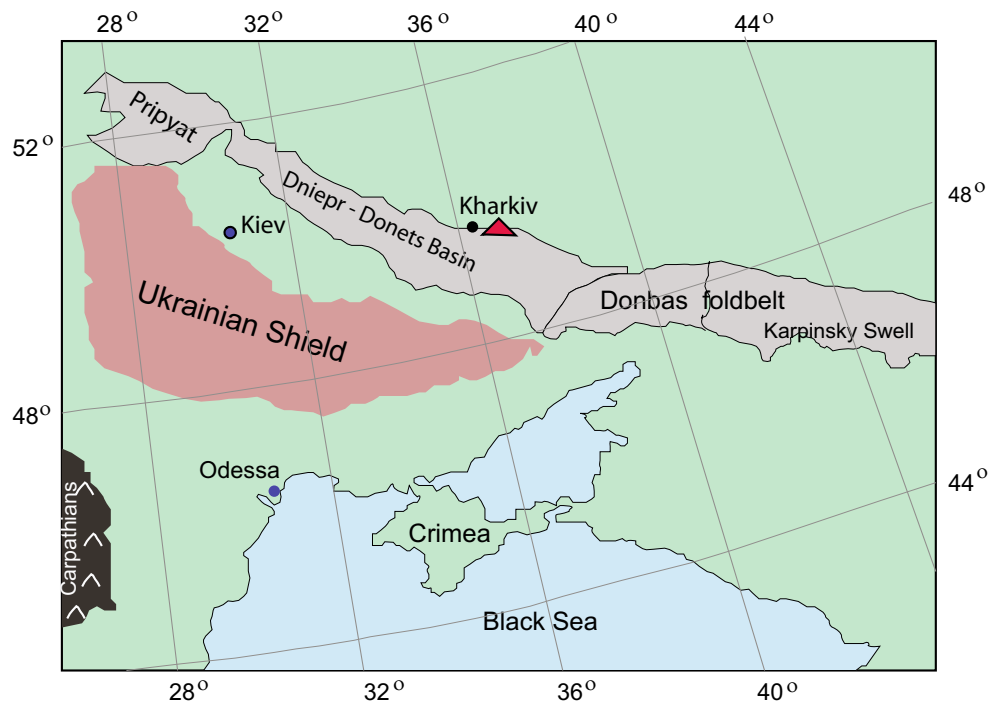 28° 32° 36° 40° 44°
Pripyat
52°
48°
Dniepr - Donets Basin
Kharkiv
Kiev
Ukrainian Shield
Donbas foldbelt
Karpinsky Swell
48°
Odessa
44°
Carpathians
Crimea
Black Sea
28° 32° 36° 40°